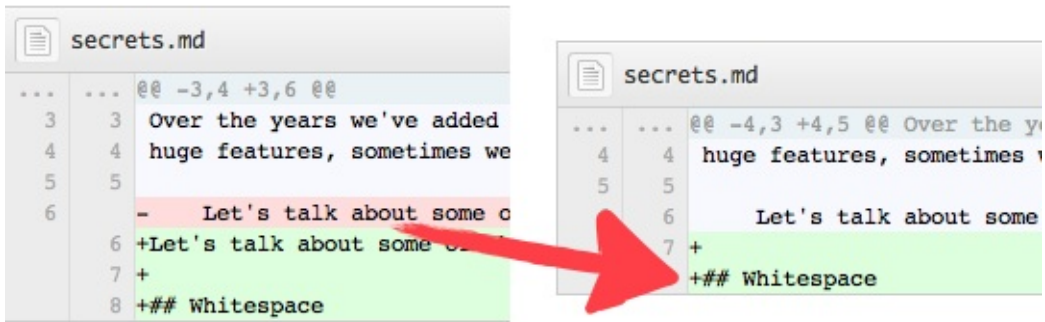 secrets.md
... ... @@ -3,4 +3,6 @@
3 3 Over the years we've added
4 4 huge features, sometimes we
5 5
6 - Let's talk about some
6 +Let's talk about some
7 +
8 +## Whitespace
secrets.md
... ... @@ -4,3 +4,5 @@ Over the
4 4 huge features, sometimes
5 5
6 Let's talk about some
7 +
+## Whitespace